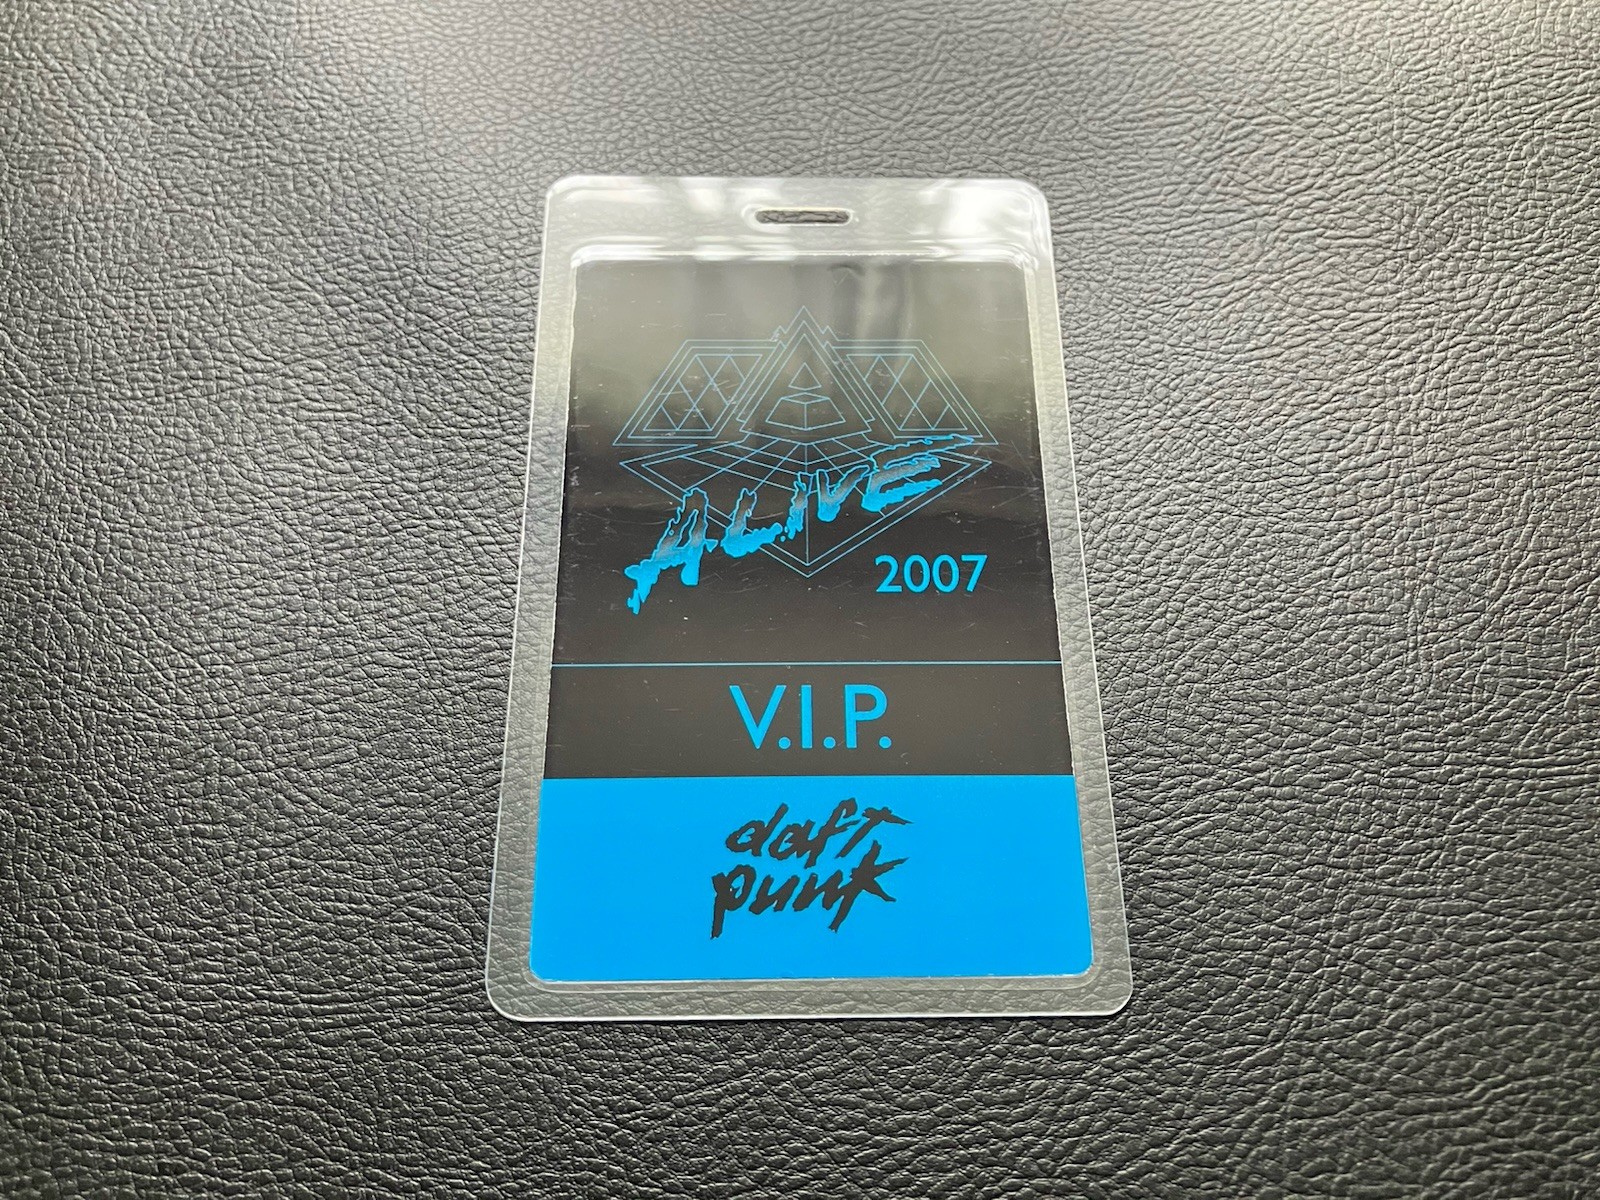 ALIVE
2007
V.I.P.
daft
punk